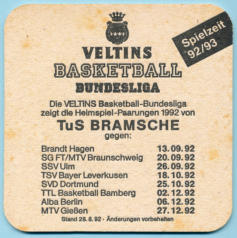 VELTINS
BASKETBALL
BUNDESLIGA
Spielzeit
'92/93
Die VELTINS Basketball-Bundesliga
zeigt die Heimspiel-Paarungen 1992 von
TuS BRAMSCHE
gegen:
Brandt Hagen 13.09.92
SG FT/MTV Braunschweig 20.09.92
SSV Ulm 26.09.92
TSV Bayer Leverkusen 18.10.92
SVD Dortmund 25.10.92
TTL Basketball Bamberg 02.12.92
Alba Berlin 06.12.92
MTV Gießen 27.12.92
Stand 28.6.92 - Änderungen vorbehalten